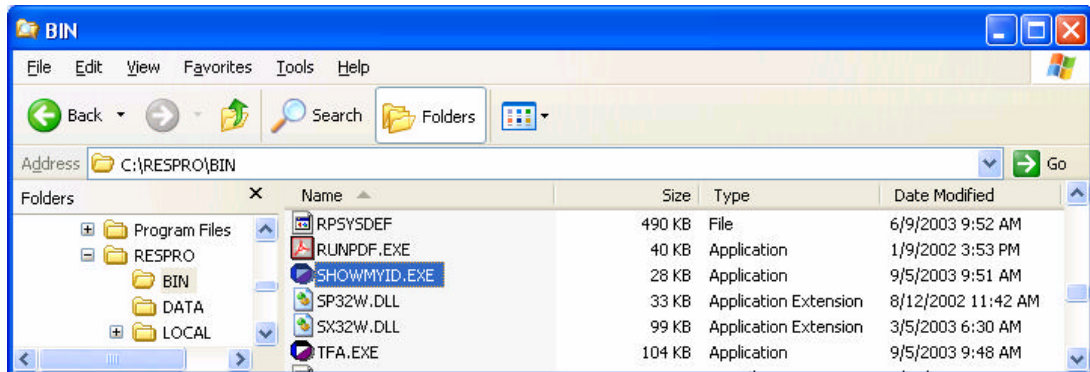 BIN
File Edit View Favorites Tools Help
Back Search Folders
Address C:\RESPRO\BIN Go
Folders X Name Size Type Date Modified
Program Files RPSYSDEF 490 KB File 6/9/2003 9:52 AM
RESPRO RUNPDF.EXE 40 KB Application 1/9/2002 3:53 PM
BIN SHOWMYID.EXE 28 KB Application 9/5/2003 9:51 AM
DATA SP32W.DLL 33 KB Application Extension 8/12/2002 11:42 AM
LOCAL SX32W.DLL 99 KB Application Extension 3/5/2003 6:30 AM
TFA.EXE 104 KB Application 9/5/2003 9:48 AM